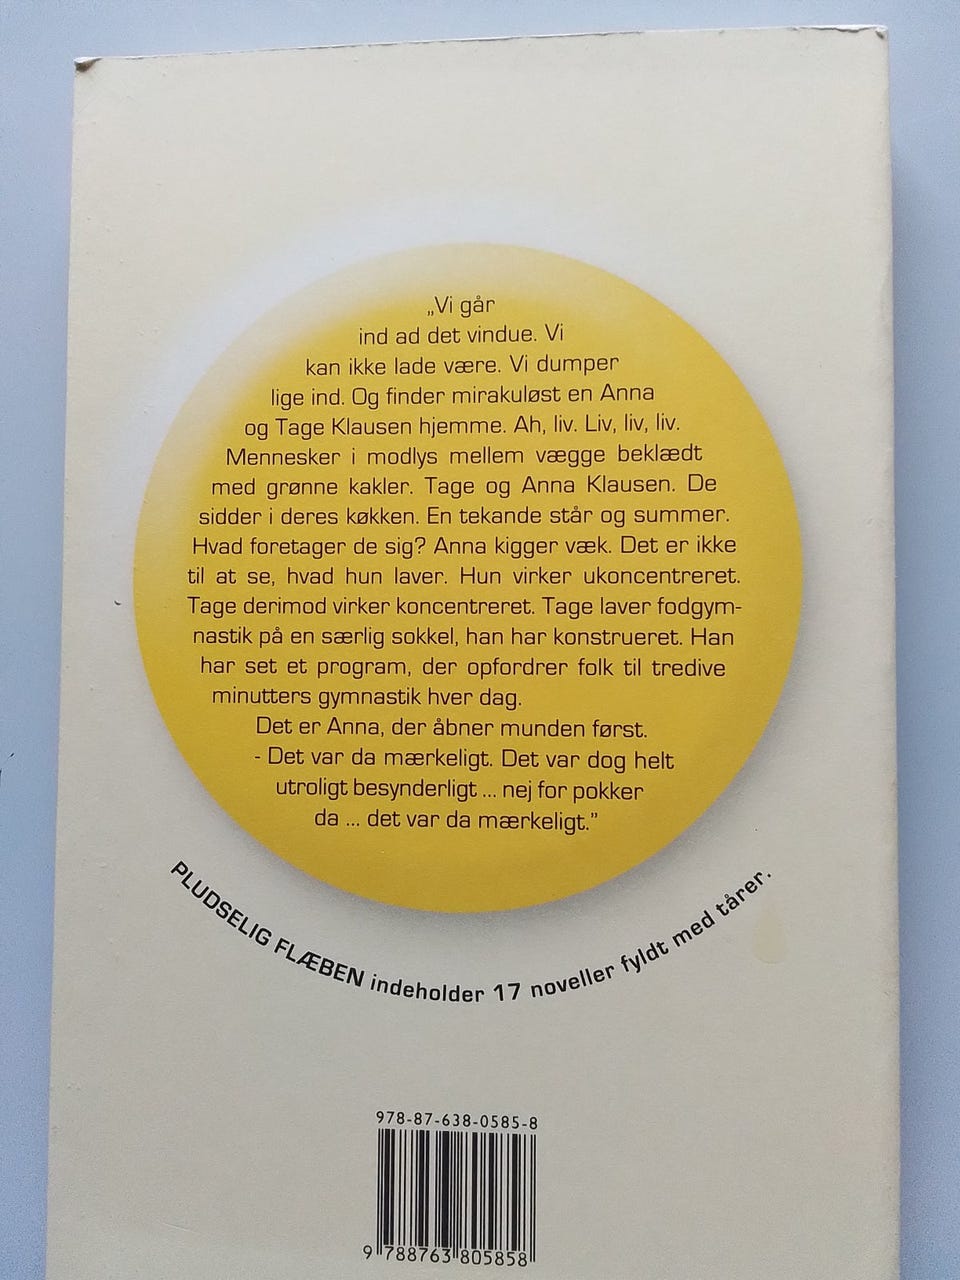 „Vi går
ind ad det vindue. Vi
kan ikke lade være. Vi dumper
lige ind. Og finder mirakuløst en Anna
og Tage Klausen hjemme. Ah, liv. Liv, liv, liv.
Mennesker i modlys mellem vægge beklædt
med grønne kakler. Tage og Anna Klausen. De
sidder i deres køkken. En tekande står og summer.
Hvad foretager de sig? Anna kigger væk. Det er ikke
til at se, hvad hun laver. Hun virker ukoncentreret.
Tage derimod virker koncentreret. Tage laver fodgym-
nastik på en særlig sokkel, han har konstrueret. Han
har set et program, der opfordrer folk til tredive
minutters gymnastik hver dag.
Det er Anna, der åbner munden først.
- Det var da mærkeligt. Det var dog helt
utroligt besynderligt ... nej for pokker
da ... det var da mærkeligt.”
PLUDSELIG FLÆBEN indeholder 17 noveller fyldt med tårer.
978-87-638-0585-8
9 788763 805858